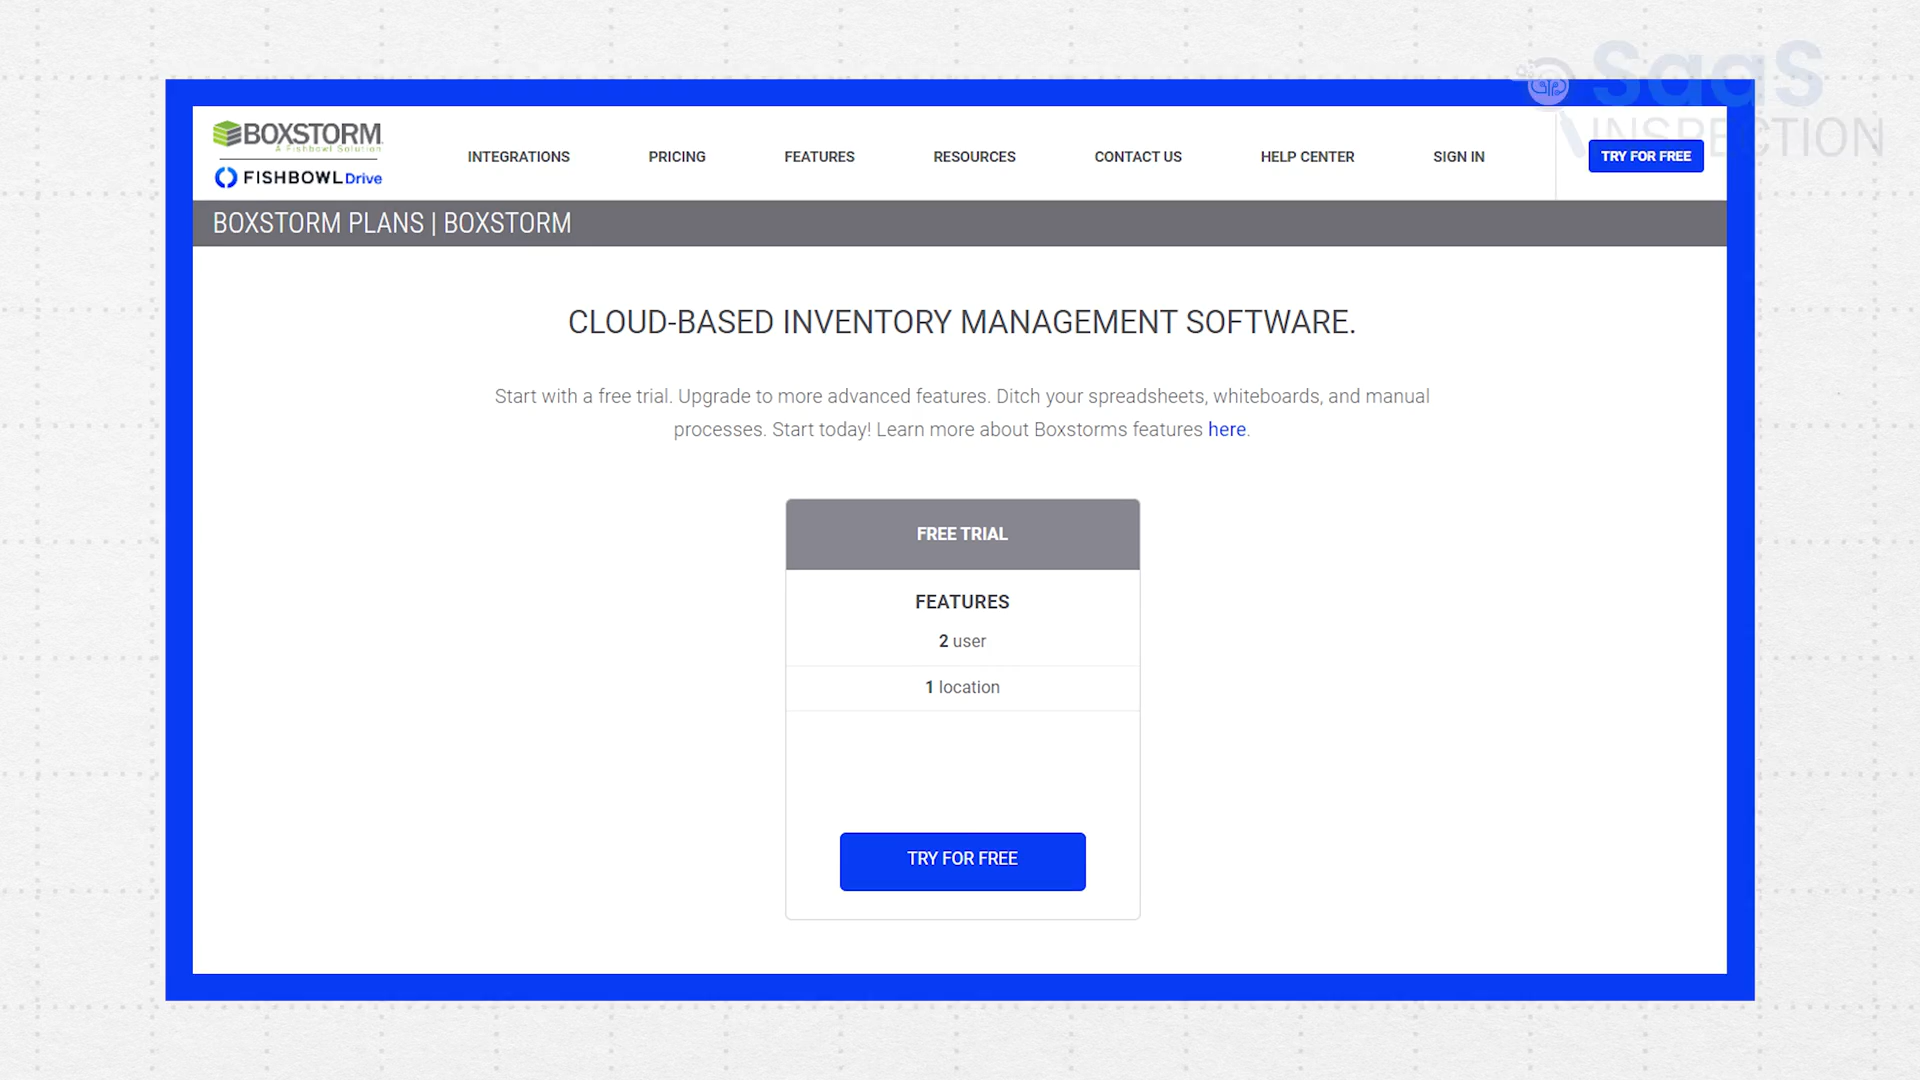 SaaS
INSPECTION
BOXSTORM
A Fishbowl Solution
FISHBOWL Drive
INTEGRATIONS
PRICING
FEATURES
RESOURCES
CONTACT US
HELP CENTER
SIGN IN
TRY FOR FREE
BOXSTORM PLANS | BOXSTORM
CLOUD-BASED INVENTORY MANAGEMENT SOFTWARE.
Start with a free trial. Upgrade to more advanced features. Ditch your spreadsheets, whiteboards, and manual
processes. Start today! Learn more about Boxstorms features here.
FREE TRIAL
FEATURES
2 user
1 location
TRY FOR FREE